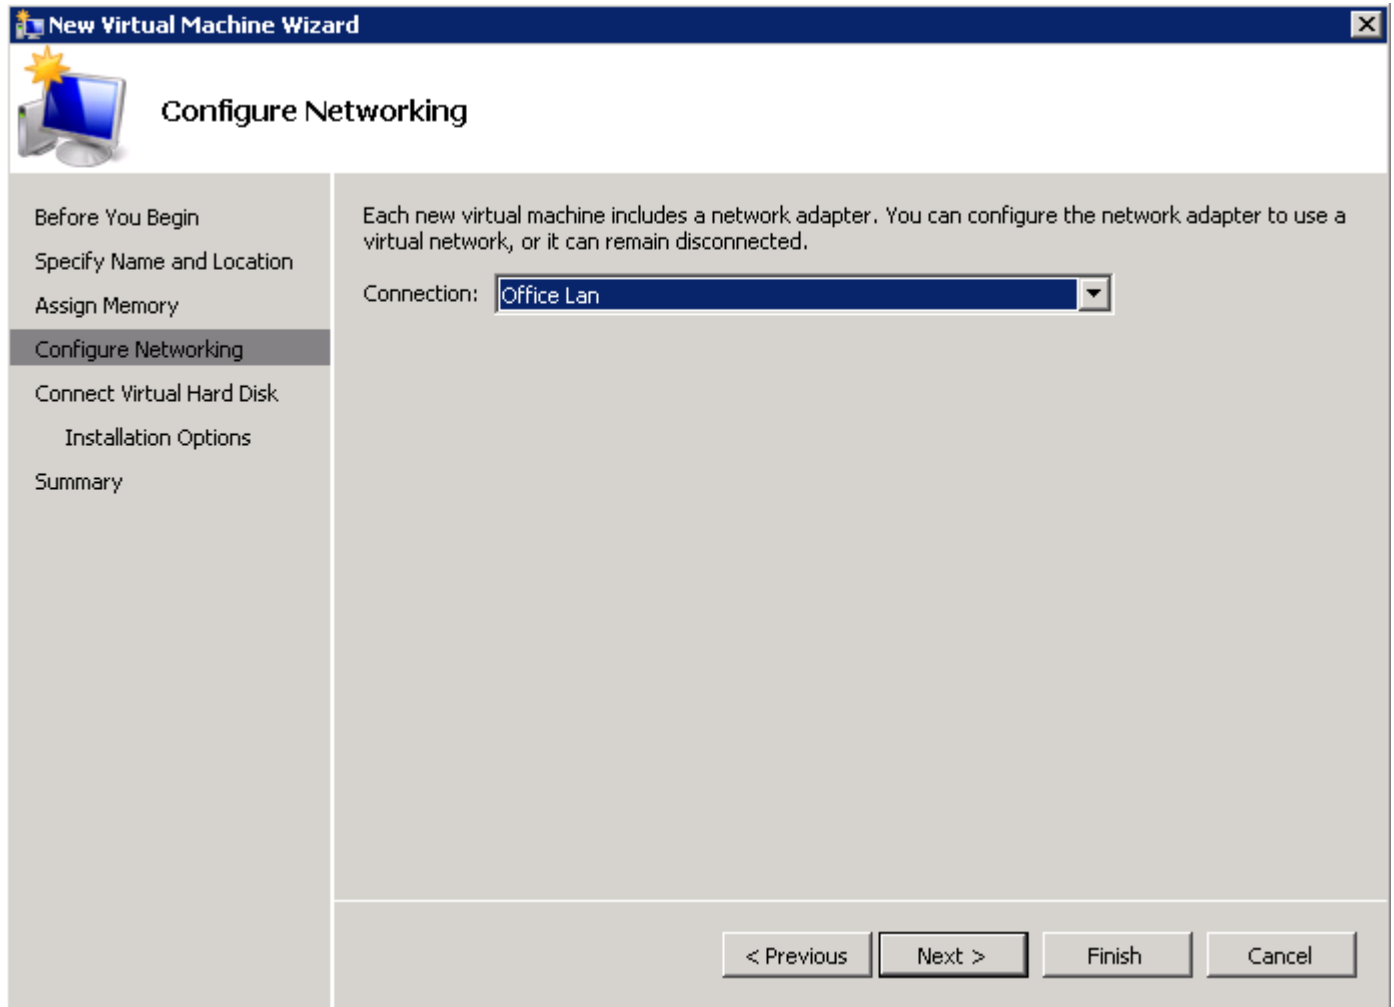 New Virtual Machine Wizard
Configure Networking
Before You Begin
Specify Name and Location
Assign Memory
Configure Networking
Connect Virtual Hard Disk
Installation Options
Summary
Each new virtual machine includes a network adapter. You can configure the network adapter to use a
virtual network, or it can remain disconnected.
Connection: Office Lan
< Previous Next > Finish Cancel